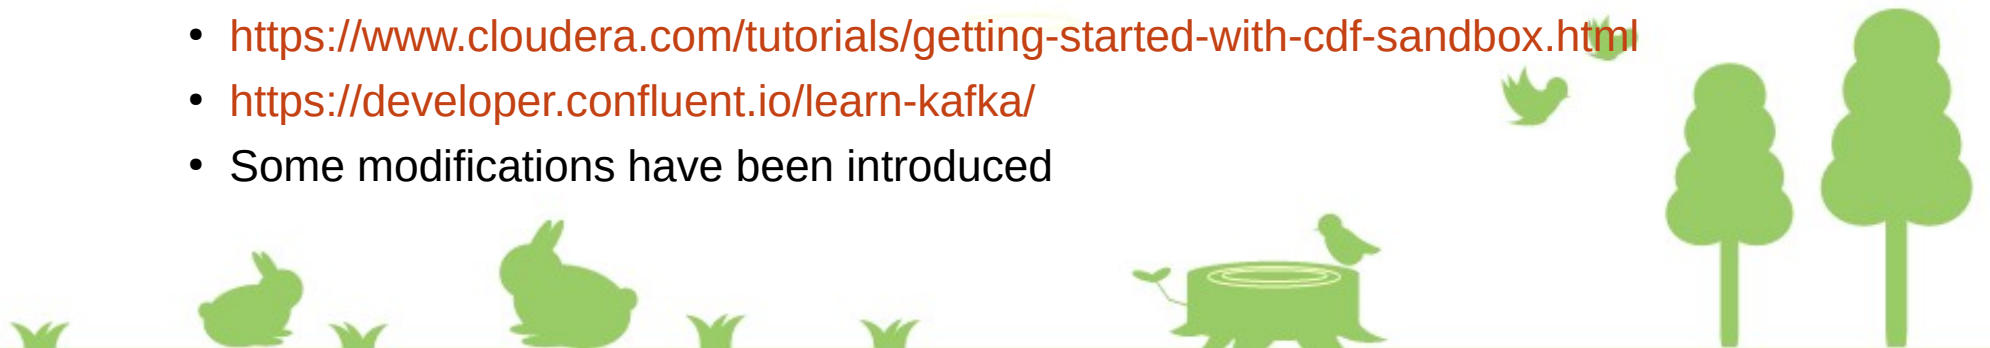 • https://www.cloudera.com/tutorials/getting-started-with-cdf-sandbox.html
• https://developer.confluent.io/learn-kafka/
• Some modifications have been introduced